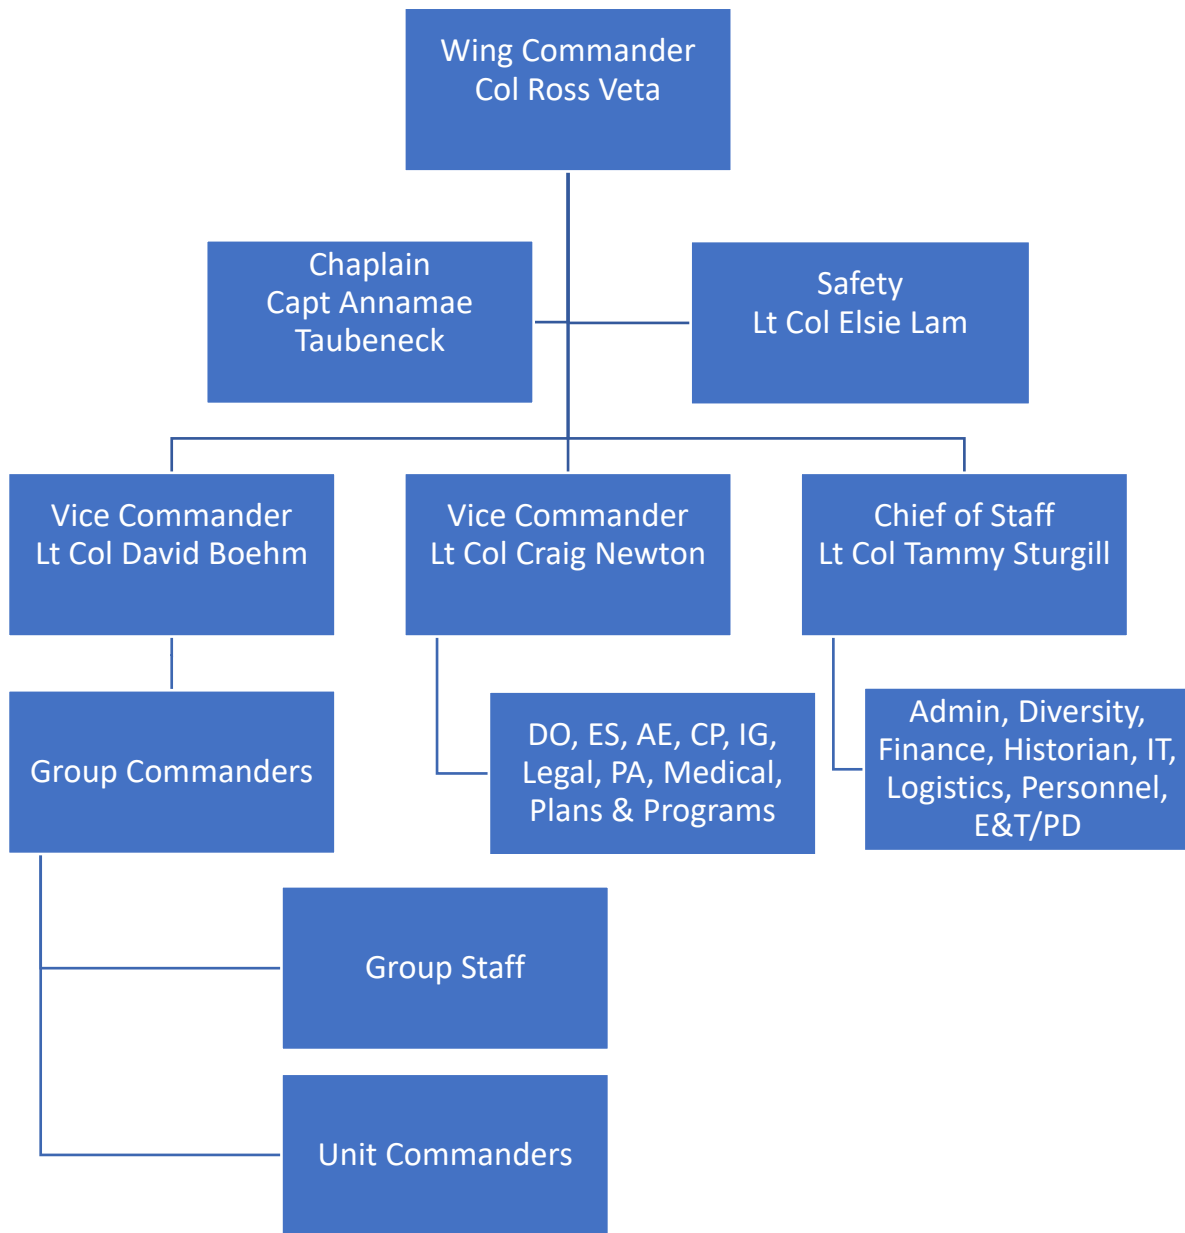 Wing Commander
Col Ross Veta
Chaplain
Capt Annamae
Taubeneck
Safety
Lt Col Elsie Lam
Vice Commander
Lt Col David Boehm
Vice Commander
Lt Col Craig Newton
Chief of Staff
Lt Col Tammy Sturgill
Group Commanders
DO, ES, AE, CP, IG,
Legal, PA, Medical,
Plans & Programs
Admin, Diversity,
Finance, Historian, IT,
Logistics, Personnel,
E&T/PD
Group Staff
Unit Commanders